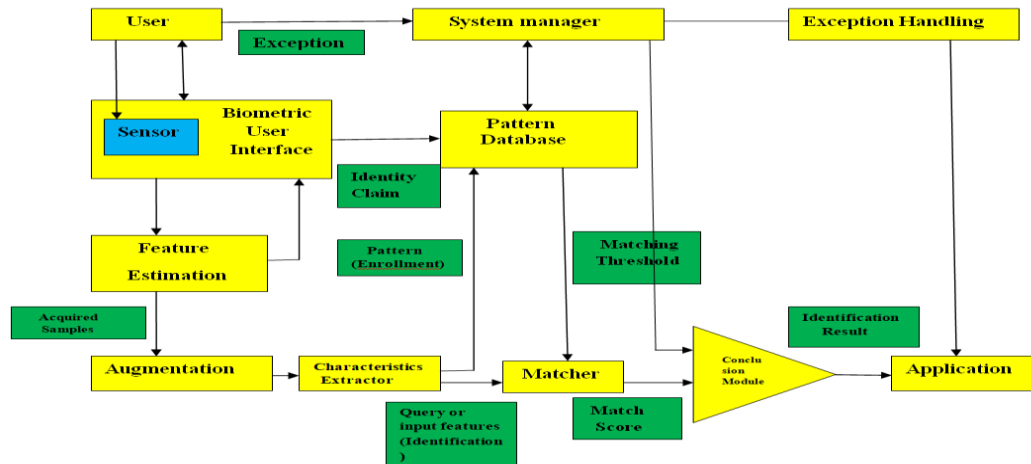 User
System manager
Exception Handling
Exception
Biometric
User
Interface
Sensor
Pattern
Database
Identity
Claim
Feature
Estimation
Pattern
(Enrollment)
Matching
Threshold
Acquired
Samples
Identification
Result
Augmentation
Characteristics
Extractor
Matcher
Conclu
sion
Module
Application
Query or
input features
(Identification
)
Match
Score